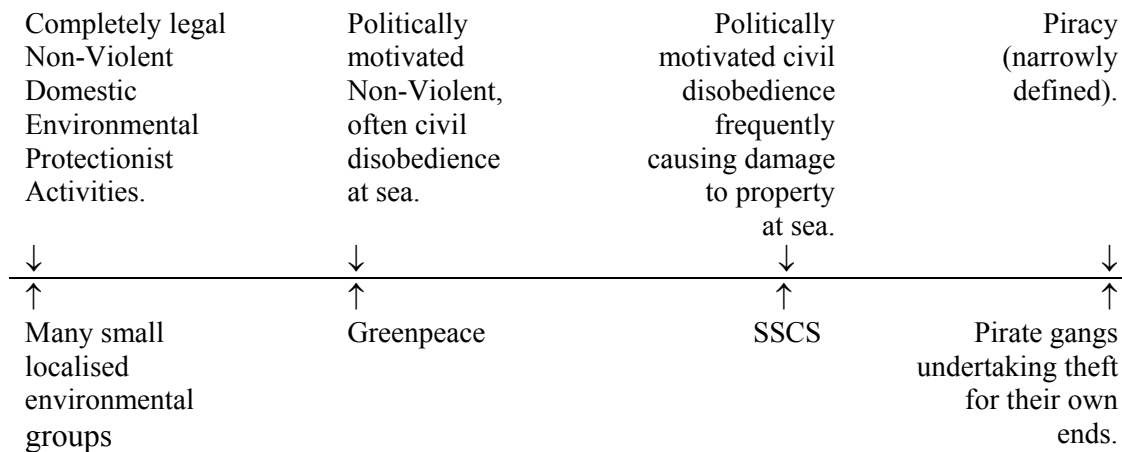 Completely legal
Non-Violent
Domestic
Environmental
Protectionist
Activities.
Politically
motivated
Non-Violent,
often civil
disobedience
at sea.
Politically
motivated civil
disobedience
frequently
causing damage
to property
at sea.
Piracy
(narrowly
defined).
↓ ↓ ↓ ↓
↑ ↑ ↑ ↑
Many small
localised
environmental
groups
Greenpeace
SSCS
Pirate gangs
undertaking theft
for their own
ends.